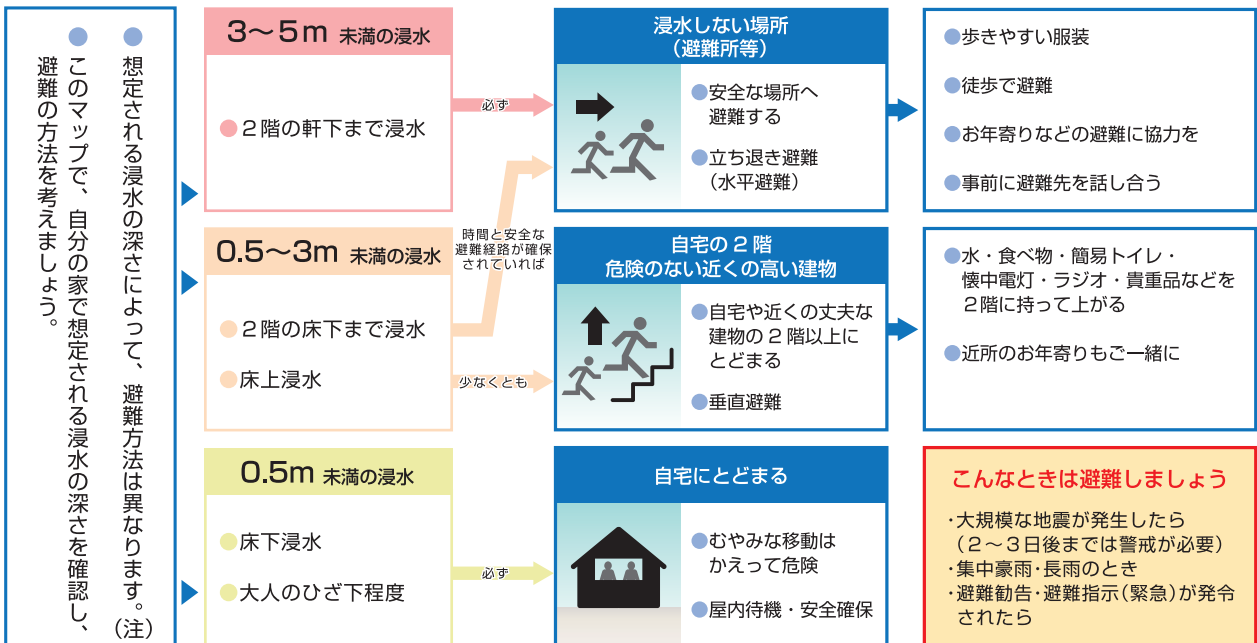 ● 想定される浸水の深さによって、避難方法は異なります。(注)
● このマップで、自分の家で想定される浸水の深さを確認し、
避難の方法を考えましょう。
3〜5m 未満の浸水
●2階の軒下まで浸水
必ず
浸水しない場所
(避難所等)
●安全な場所へ
避難する
●立ち退き避難
(水平避難)
●歩きやすい服装
●徒歩で避難
●お年寄りなどの避難に協力を
●事前に避難先を話し合う
0.5〜3m 未満の浸水
●2階の床下まで浸水
●床上浸水
時間と安全な
避難経路が確保
されていれば
少なくとも
自宅の2階
危険のない近くの高い建物
●自宅や近くの丈夫な
建物の2階以上に
とどまる
●垂直避難
●水・食べ物・簡易トイレ・
懐中電灯・ラジオ・貴重品などを
2階に持って上がる
●近所のお年寄りもご一緒に
0.5m 未満の浸水
●床下浸水
●大人のひざ下程度
必ず
自宅にとどまる
●むやみな移動は
かえって危険
●屋内待機・安全確保
こんなときは避難しましょう
・大規模な地震が発生したら
(2〜3日後までは警戒が必要)
・集中豪雨・長雨のとき
・避難勧告・避難指示(緊急)が発令
されたら